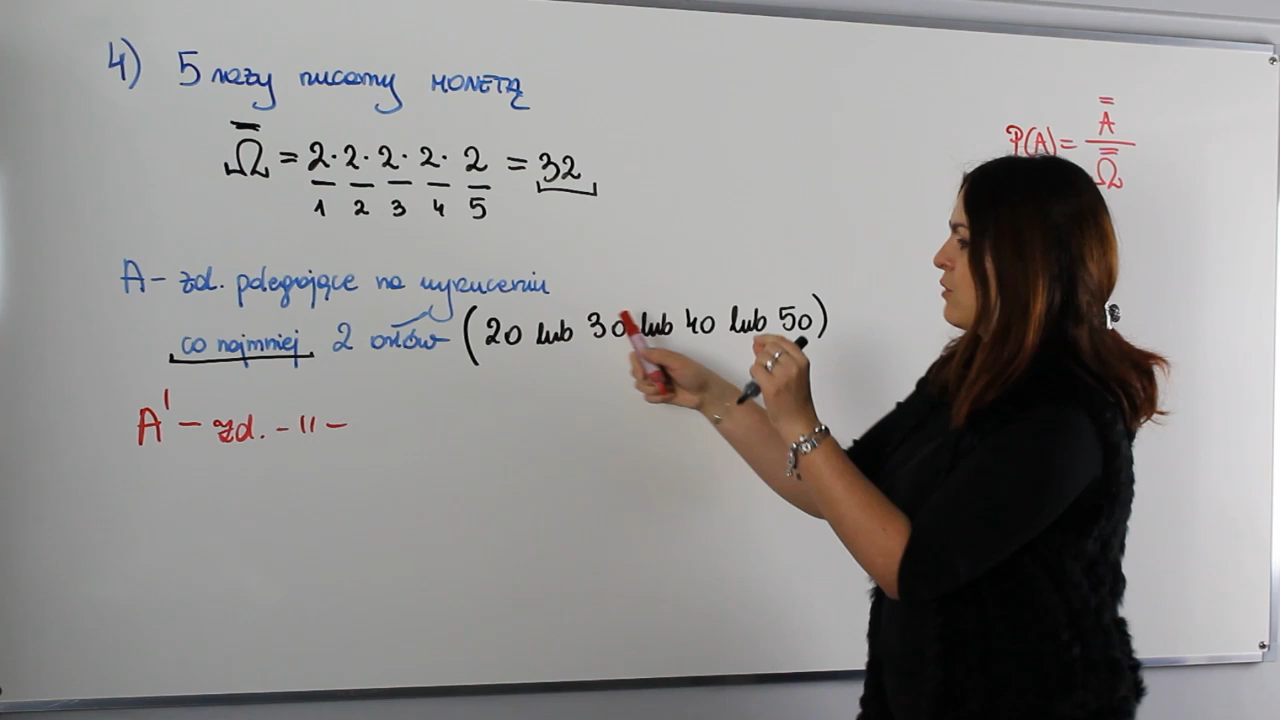 4) 5 razy rzucamy MONETĄ
P(A) = A / Ω
Ω = 2·2·2·2·2 = 32
1 2 3 4 5
A – zd. polegające na wyrzuceniu
co najmniej 2 orłów (2O lub 3O lub 4O lub 5O)
A' – zd. – 11 –